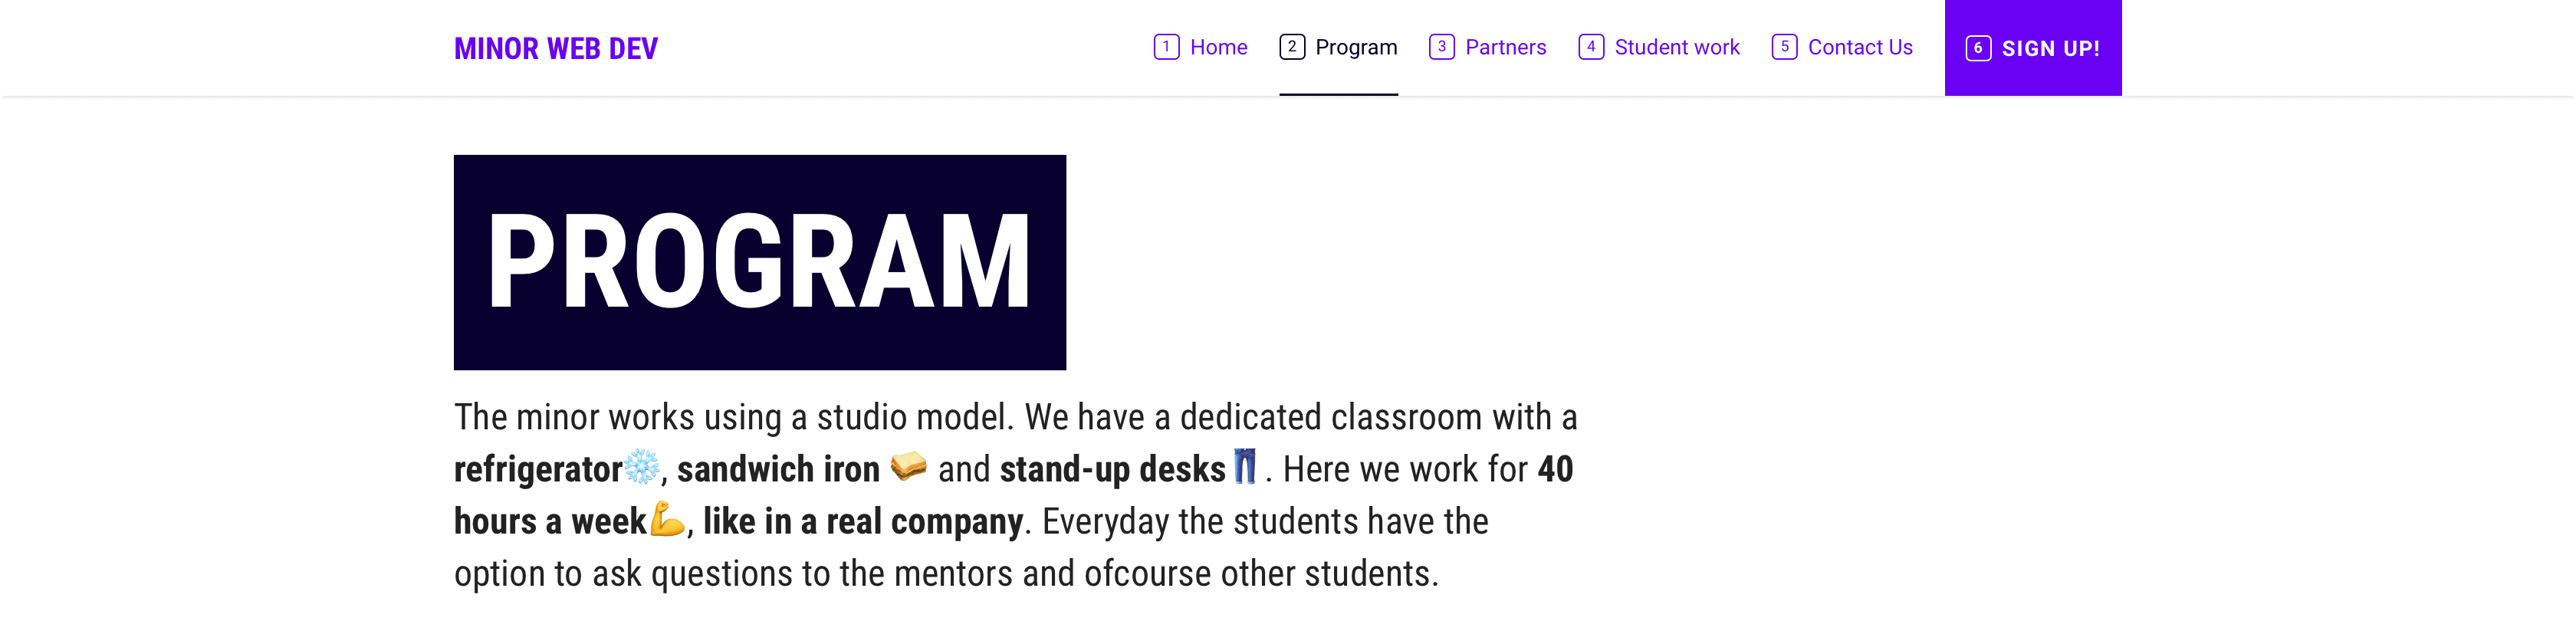 MINOR WEB DEV
1 Home 2 Program 3 Partners 4 Student work 5 Contact Us 6 SIGN UP!
PROGRAM
The minor works using a studio model. We have a dedicated classroom with a
refrigerator❄️, sandwich iron 🥪 and stand-up desks👖. Here we work for 40
hours a week💪, like in a real company. Everyday the students have the
option to ask questions to the mentors and ofcourse other students.